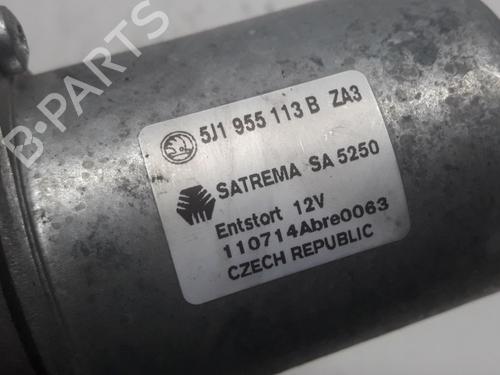 5J1 955 113 B ZA3
SATREMA SA 5250
Entstort 12V
110714Abre0063
CZECH REPUBLIC
B-PARTS